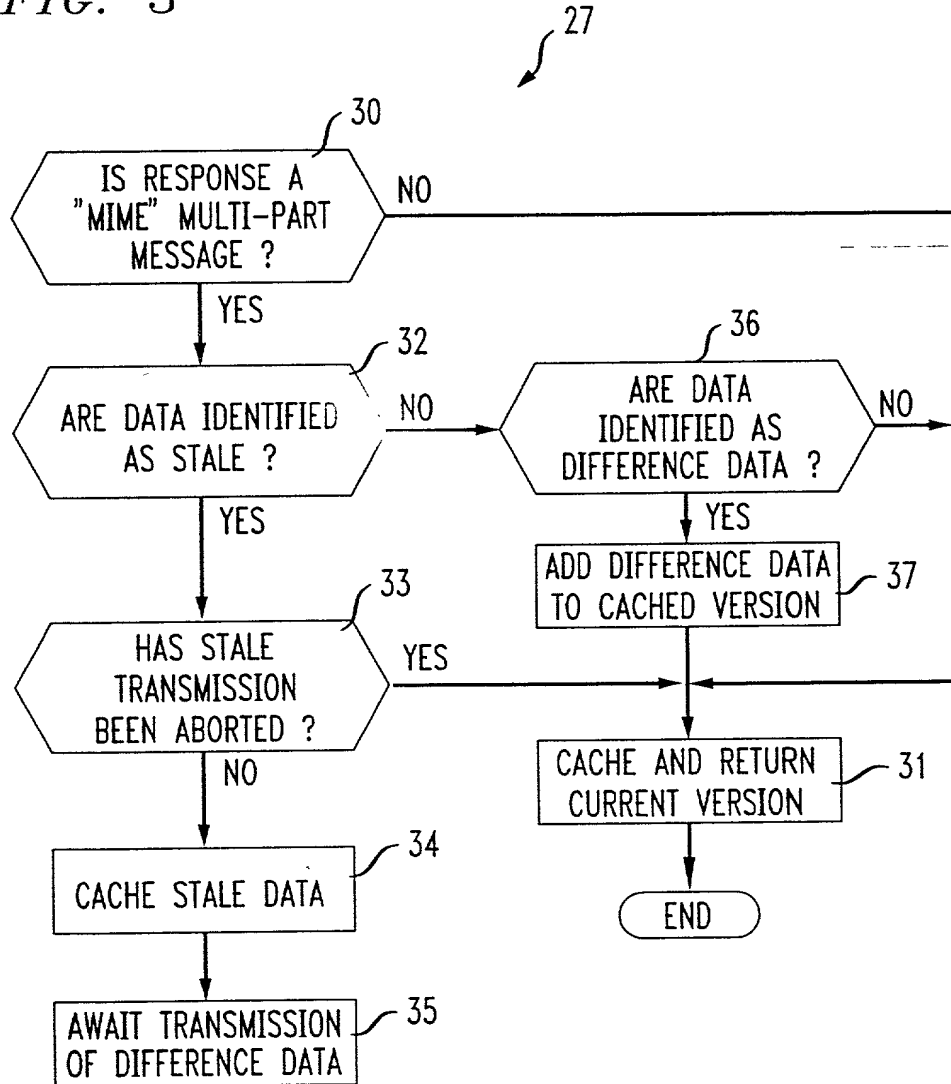 FIG. 3
27
30
IS RESPONSE A
"MIME" MULTI-PART
MESSAGE ?
NO
YES
32
ARE DATA IDENTIFIED
AS STALE ?
NO
36
ARE DATA
IDENTIFIED AS
DIFFERENCE DATA ?
NO
YES
YES
ADD DIFFERENCE DATA
TO CACHED VERSION
37
33
HAS STALE
TRANSMISSION
BEEN ABORTED ?
YES
NO
CACHE AND RETURN
CURRENT VERSION
31
34
CACHE STALE DATA
END
AWAIT TRANSMISSION
OF DIFFERENCE DATA
35